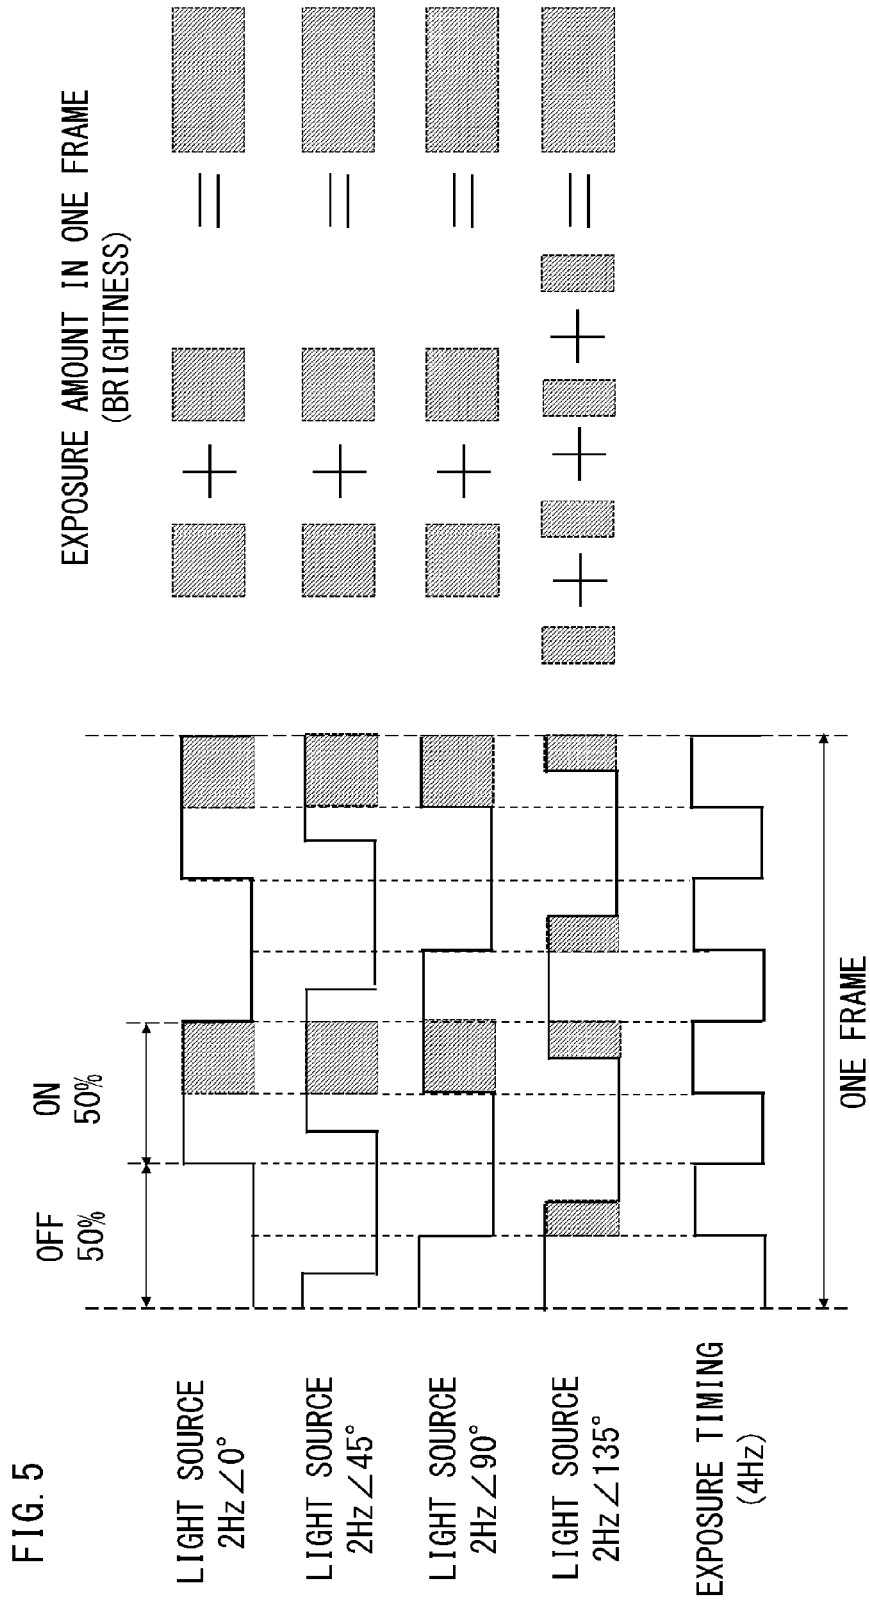 FIG. 5
OFF
50%
ON
50%
EXPOSURE AMOUNT IN ONE FRAME
(BRIGHTNESS)
LIGHT SOURCE
2Hz∠0°
LIGHT SOURCE
2Hz∠45°
LIGHT SOURCE
2Hz∠90°
LIGHT SOURCE
2Hz∠135°
EXPOSURE TIMING
(4Hz)
ONE FRAME